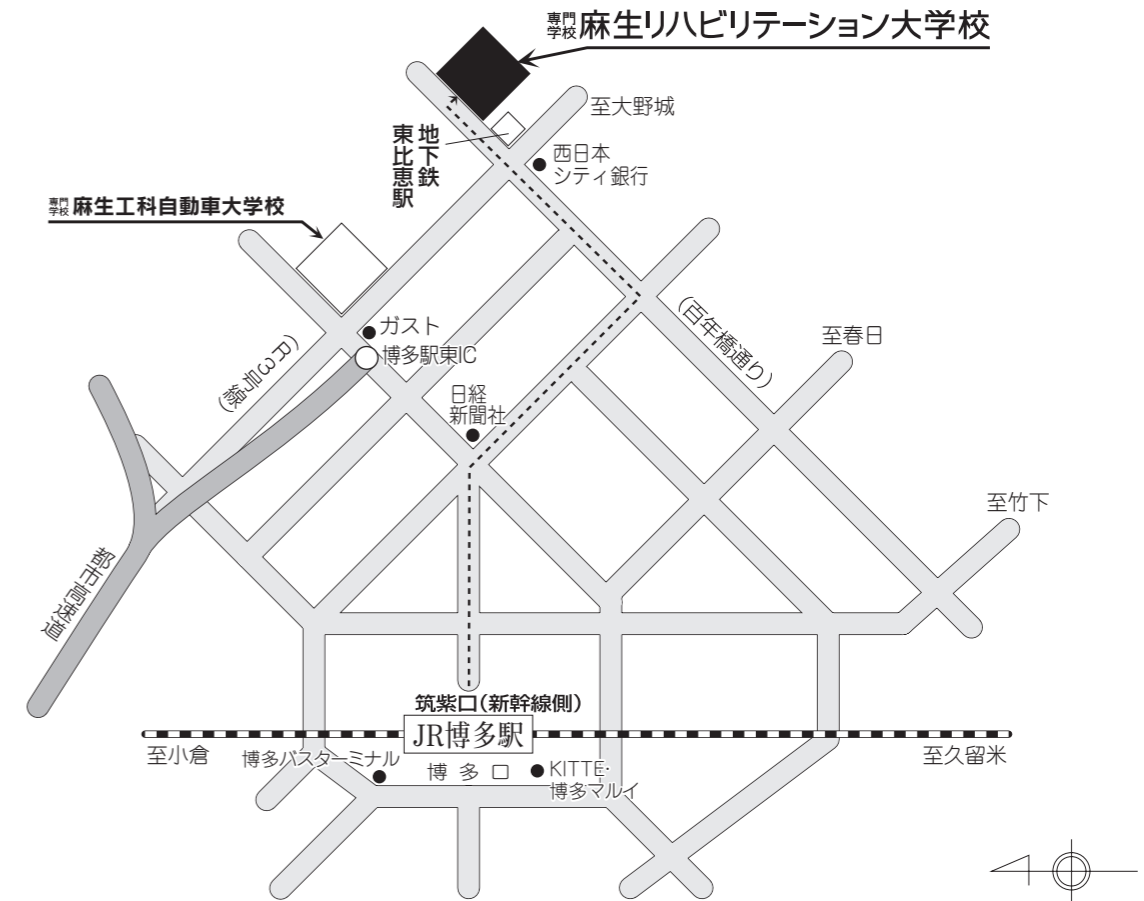 専門学校 麻生リハビリテーション大学校
至大野城
地下鉄
東比恵駅
西日本
シティ銀行
専門学校 麻生工科自動車大学校
(百年橋通り)
ガスト
博多駅東IC
至春日
(R3号線)
日経
新聞社
至竹下
都市高速道
筑紫口(新幹線側)
JR博多駅
至小倉
博多バスターミナル
博多口
KITTE・
博多マルイ
至久留米